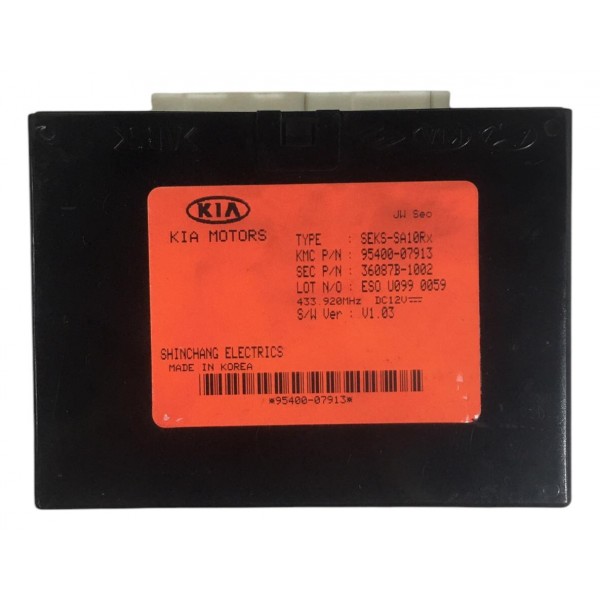 KIA
KIA MOTORS
JW Seo
TYPE : SEKS-SA10Rx
KMC P/N : 95400-07913
SEC P/N : 36087B-1002
LOT N/O : ESO U099 0059
433.920MHz DC12V
S/W Ver : V1.03
SHINCHANG ELECTRICS
MADE IN KOREA
*95400-07913*